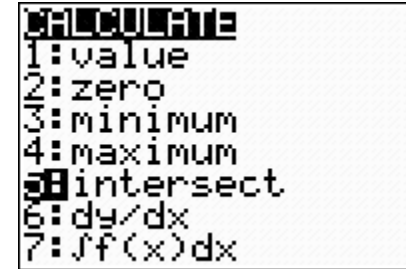 CALCULATE
1:value
2:zero
3:minimum
4:maximum
5:intersect
6:dy/dx
7:∫f(x)dx